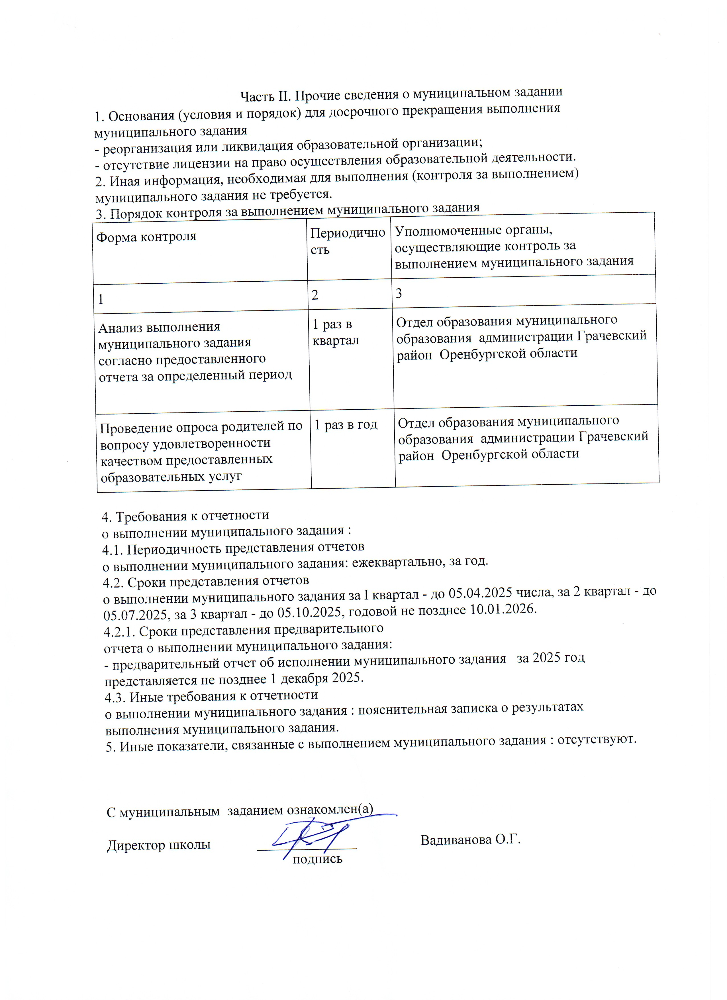 Часть II. Прочие сведения о муниципальном задании
1. Основания (условия и порядок) для досрочного прекращения выполнения
муниципального задания
- реорганизация или ликвидация образовательной организации;
- отсутствие лицензии на право осуществления образовательной деятельности.
2. Иная информация, необходимая для выполнения (контроля за выполнением)
муниципального задания не требуется.
3. Порядок контроля за выполнением муниципального задания
Форма контроля
Периодично
сть
Уполномоченные органы,
осуществляющие контроль за
выполнением муниципального задания
1
2
3
Анализ выполнения
муниципального задания
согласно предоставленного
отчета за определенный период
1 раз в
квартал
Отдел образования муниципального
образования  администрации Грачевский
район  Оренбургской области
Проведение опроса родителей по
вопросу удовлетворенности
качеством предоставленных
образовательных услуг
1 раз в год
Отдел образования муниципального
образования  администрации Грачевский
район  Оренбургской области
4. Требования к отчетности
о выполнении муниципального задания :
4.1. Периодичность представления отчетов
о выполнении муниципального задания: ежеквартально, за год.
4.2. Сроки представления отчетов
о выполнении муниципального задания за I квартал - до 05.04.2025 числа, за 2 квартал - до
05.07.2025, за 3 квартал - до 05.10.2025, годовой не позднее 10.01.2026.
4.2.1. Сроки представления предварительного
отчета о выполнении муниципального задания:
- предварительный отчет об исполнении муниципального задания   за 2025 год
представляется не позднее 1 декабря 2025.
4.3. Иные требования к отчетности
о выполнении муниципального задания : пояснительная записка о результатах
выполнения муниципального задания.
5. Иные показатели, связанные с выполнением муниципального задания : отсутствуют.
С муниципальным  заданием ознакомлен(а)
Директор школы ______________ Вадиванова О.Г.
подпись